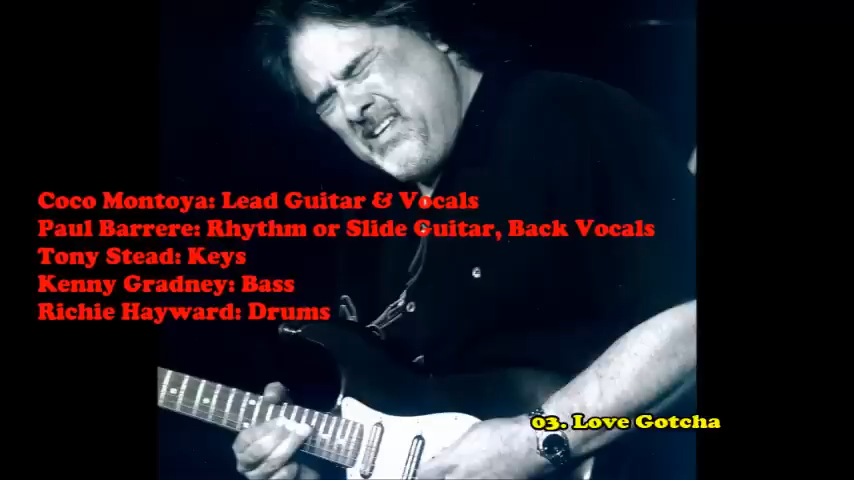 Coco Montoya: Lead Guitar & Vocals
Paul Barrere: Rhythm or Slide Guitar, Back Vocals
Tony Stead: Keys
Kenny Gradney: Bass
Richie Hayward: Drums
03. Love Gotcha